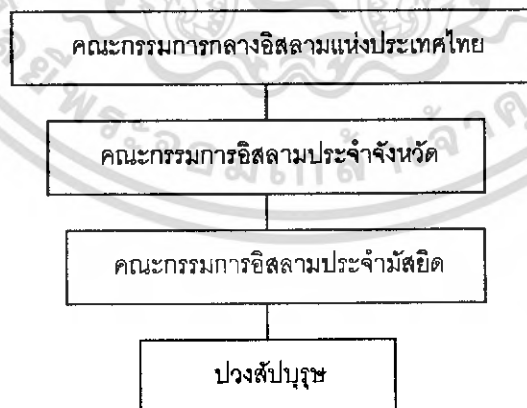 คณะกรรมการกลางอิสลามแห่งประเทศไทย
คณะกรรมการอิสลามประจำจังหวัด
คณะกรรมการอิสลามประจำมัสยิด
ปวงสัปบุรุษ